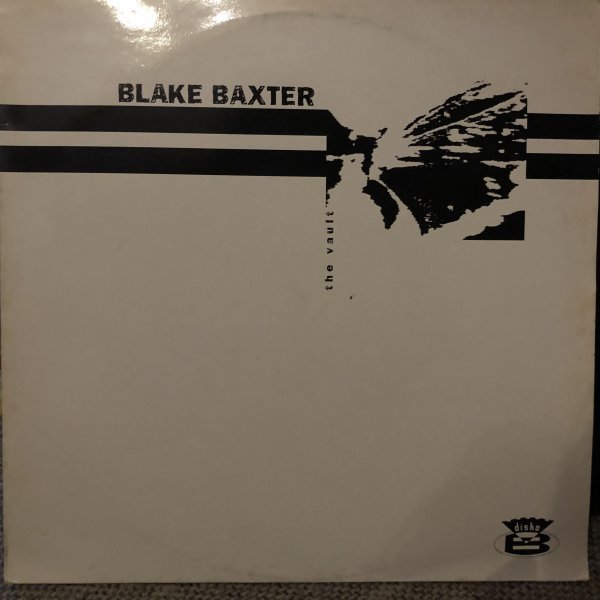 BLAKE BAXTER
the vault
disko
B